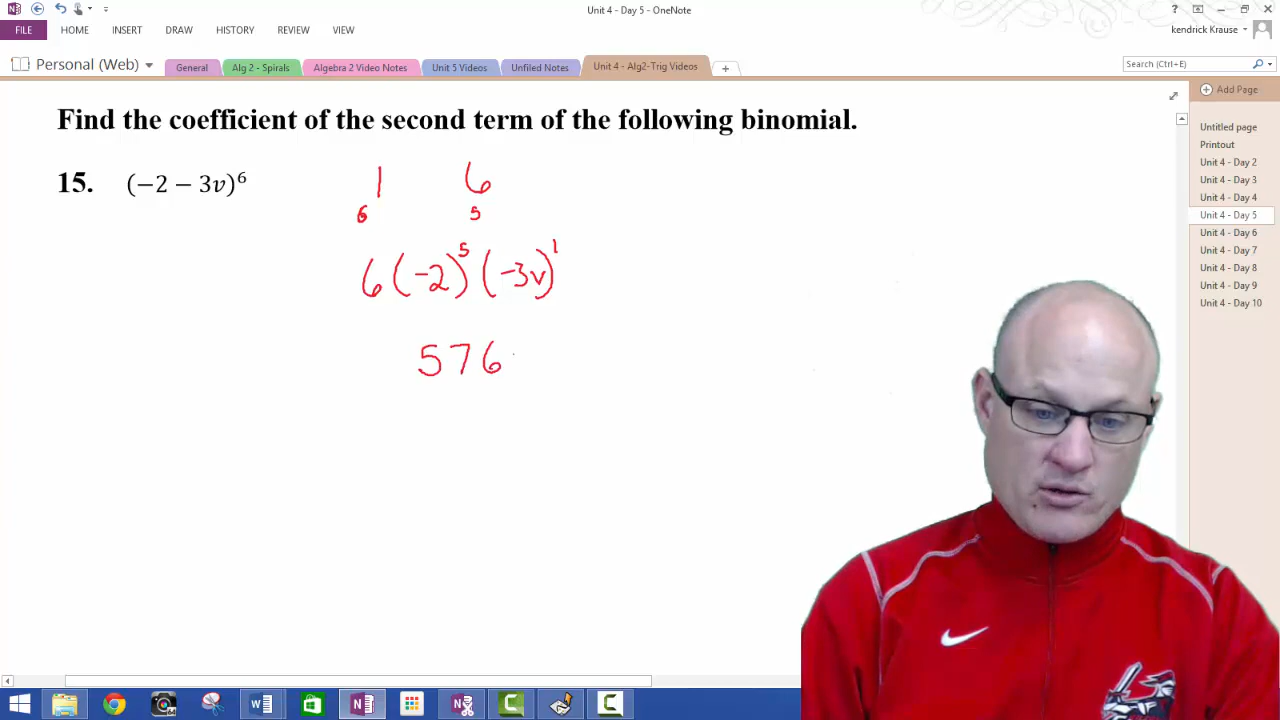 Unit 4 - Day 5 - OneNote
FILE HOME INSERT DRAW HISTORY REVIEW VIEW
kendrick Krause
Personal (Web) General Alg 2 - Spirals Algebra 2 Video Notes Unit 5 Videos Unfiled Notes Unit 4 - Alg2-Trig Videos
Search (Ctrl+E)
Add Page
Untitled page
Printout
Unit 4 - Day 2
Unit 4 - Day 3
Unit 4 - Day 4
Unit 4 - Day 5
Unit 4 - Day 6
Unit 4 - Day 7
Unit 4 - Day 8
Unit 4 - Day 9
Unit 4 - Day 10
Find the coefficient of the second term of the following binomial.
15. (−2 − 3v)⁶
1 6
6 5
6(-2)⁵(-3v)¹
576